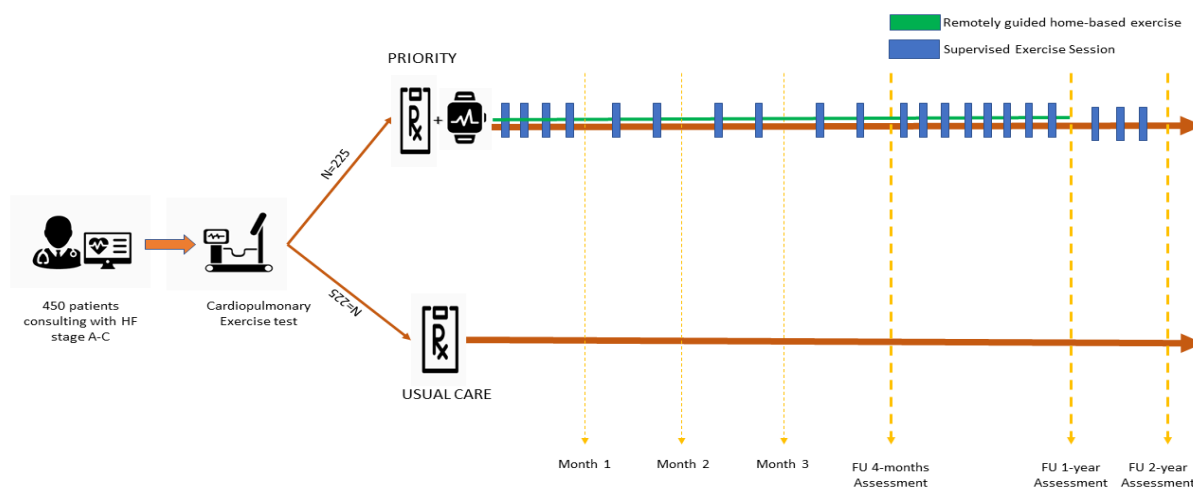 Remotely guided home-based exercise
Supervised Exercise Session
PRIORITY
Rx
+
N=225
450 patients
consulting with HF
stage A-C
Cardiopulmonary
Exercise test
N=225
Rx
USUAL CARE
Month 1
Month 2
Month 3
FU 4-months
Assessment
FU 1-year
Assessment
FU 2-year
Assessment